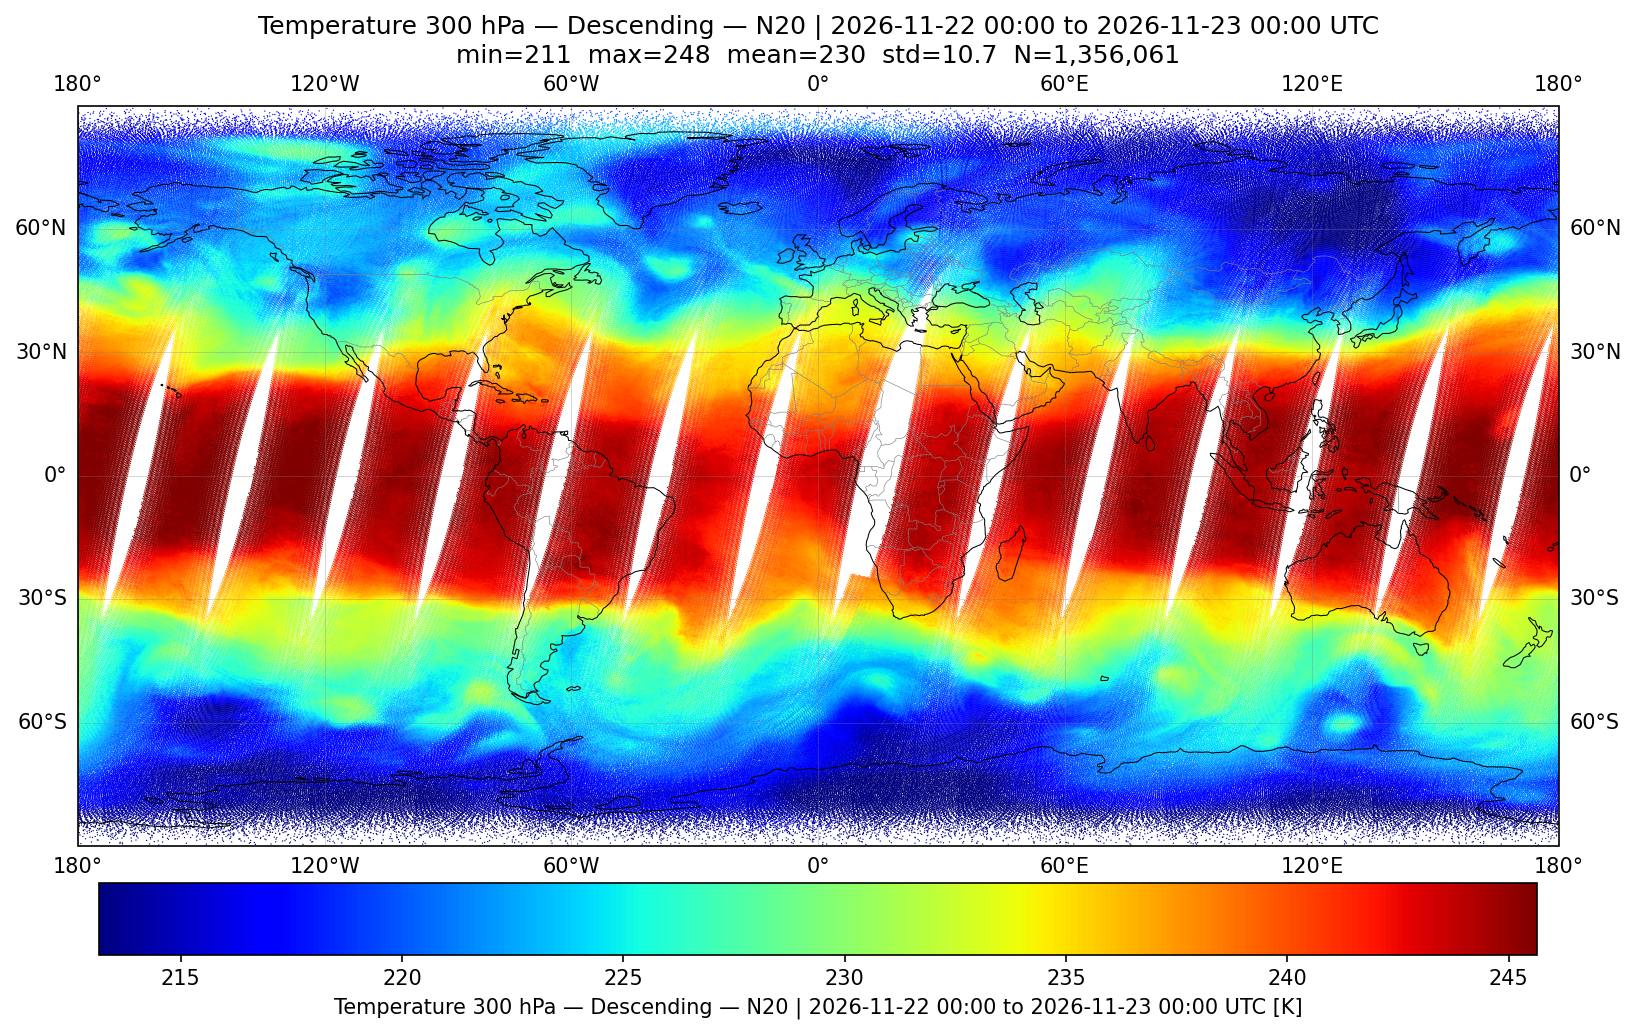 Temperature 300 hPa — Descending — N20 | 2026-11-22 00:00 to 2026-11-23 00:00 UTC
min=211 max=248 mean=230 std=10.7 N=1,356,061
180° 120°W 60°W 0° 60°E 120°E 180°
60°N 60°N
30°N 30°N
0° 0°
30°S 30°S
60°S 60°S
180° 120°W 60°W 0° 60°E 120°E 180°
215 220 225 230 235 240 245
Temperature 300 hPa — Descending — N20 | 2026-11-22 00:00 to 2026-11-23 00:00 UTC [K]